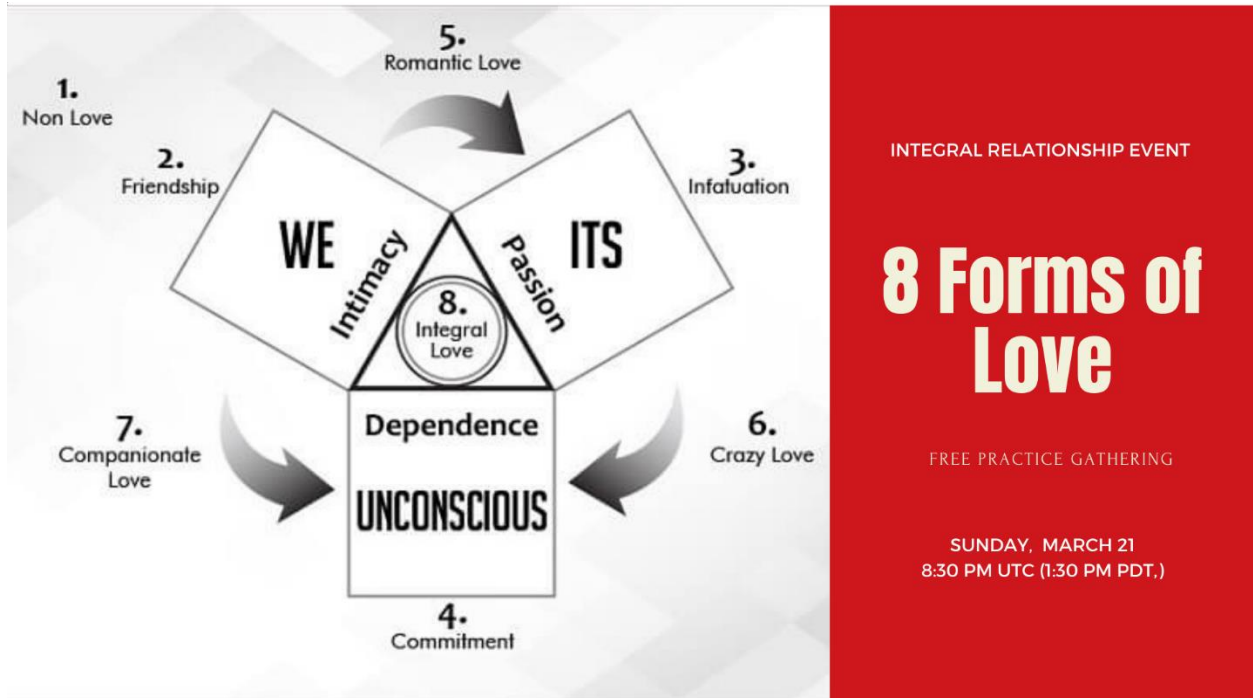 5.
Romantic Love
1.
Non Love
2.
Friendship
3.
Infatuation
WE
ITS
Intimacy
Passion
8.
Integral
Love
Dependence
7.
Companionate
Love
6.
Crazy Love
UNCONSCIOUS
4.
Commitment
INTEGRAL RELATIONSHIP EVENT
8 Forms of
Love
FREE PRACTICE GATHERING
SUNDAY, MARCH 21
8:30 PM UTC (1:30 PM PDT,)